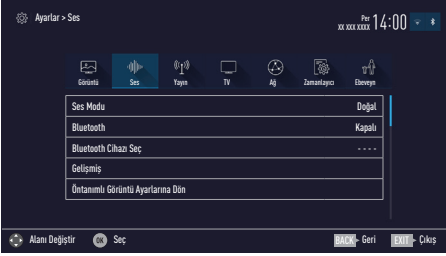 Ayarlar > Ses
Per
xx xxx xxxx 14:00
Görüntü Ses Yayın TV Ağ Zamanlayıcı Ebeveyn
Ses Modu Doğal
Bluetooth Kapalı
Bluetooth Cihazı Seç - - - -
Gelişmiş
Öntanımlı Görüntü Ayarlarına Dön
Alanı Değiştir OK Seç BACK Geri EXIT Çıkış